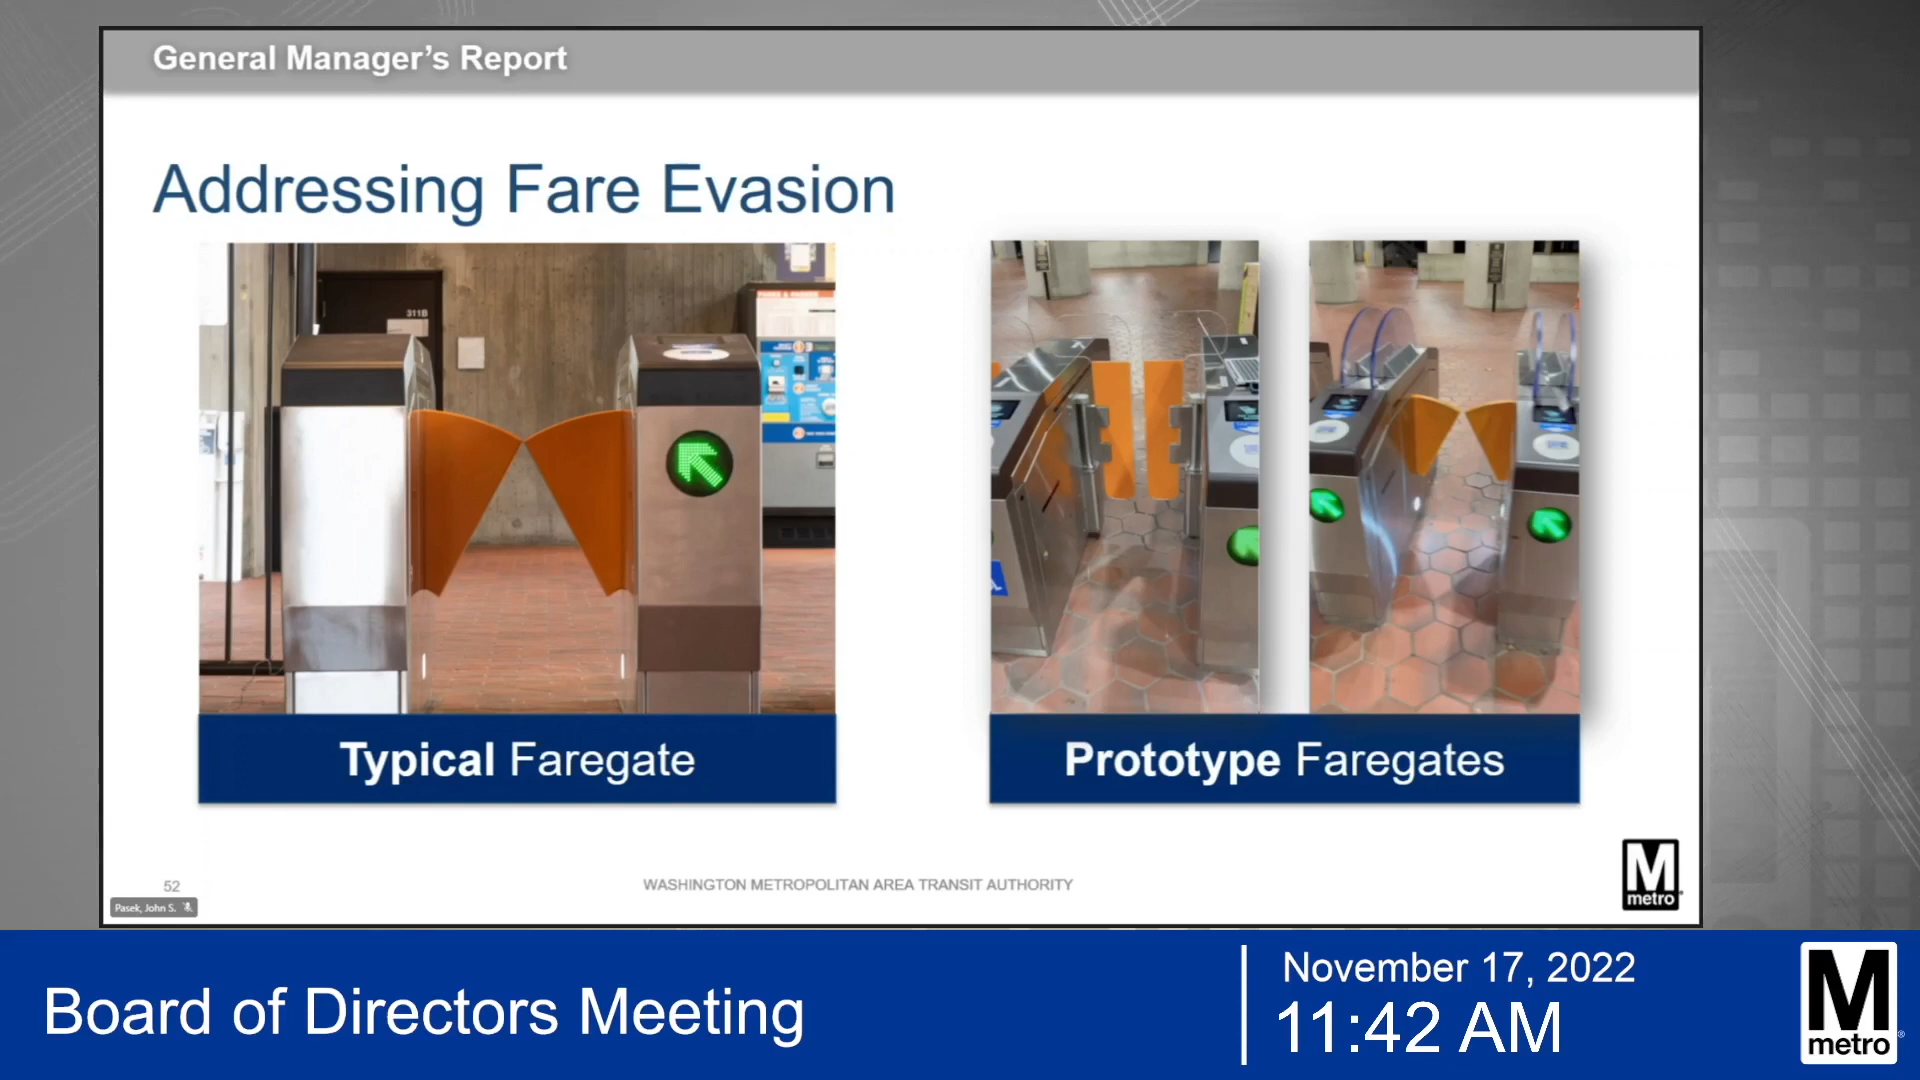 General Manager’s Report
Addressing Fare Evasion
311B
Typical Faregate
Prototype Faregates
52
WASHINGTON METROPOLITAN AREA TRANSIT AUTHORITY
M
metro
Pasek, John S.
Board of Directors Meeting
November 17, 2022
11:42 AM
M
metro